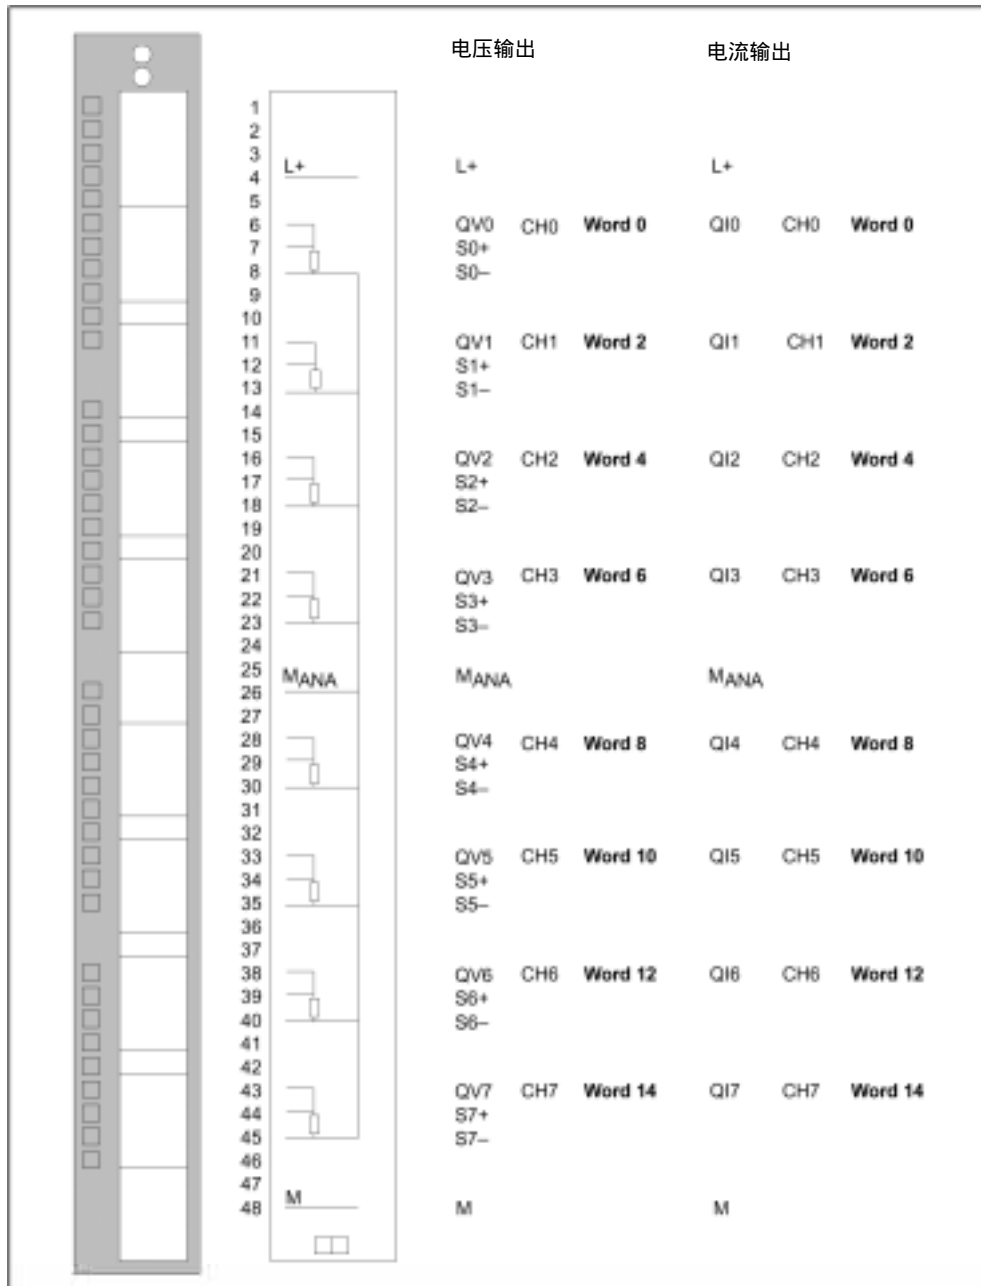 电压输出 电流输出
1
2
3
L+ L+ L+
4
5
6 QV0 CH0 Word 0 QI0 CH0 Word 0
7 S0+
8 S0–
9
10
11 QV1 CH1 Word 2 QI1 CH1 Word 2
12 S1+
13 S1–
14
15
16 QV2 CH2 Word 4 QI2 CH2 Word 4
17 S2+
18 S2–
19
20
21 QV3 CH3 Word 6 QI3 CH3 Word 6
22 S3+
23 S3–
24
25 MANA MANA MANA
26
27
28 QV4 CH4 Word 8 QI4 CH4 Word 8
29 S4+
30 S4–
31
32
33 QV5 CH5 Word 10 QI5 CH5 Word 10
34 S5+
35 S5–
36
37
38 QV6 CH6 Word 12 QI6 CH6 Word 12
39 S6+
40 S6–
41
42
43 QV7 CH7 Word 14 QI7 CH7 Word 14
44 S7+
45 S7–
46
47
48 M M M